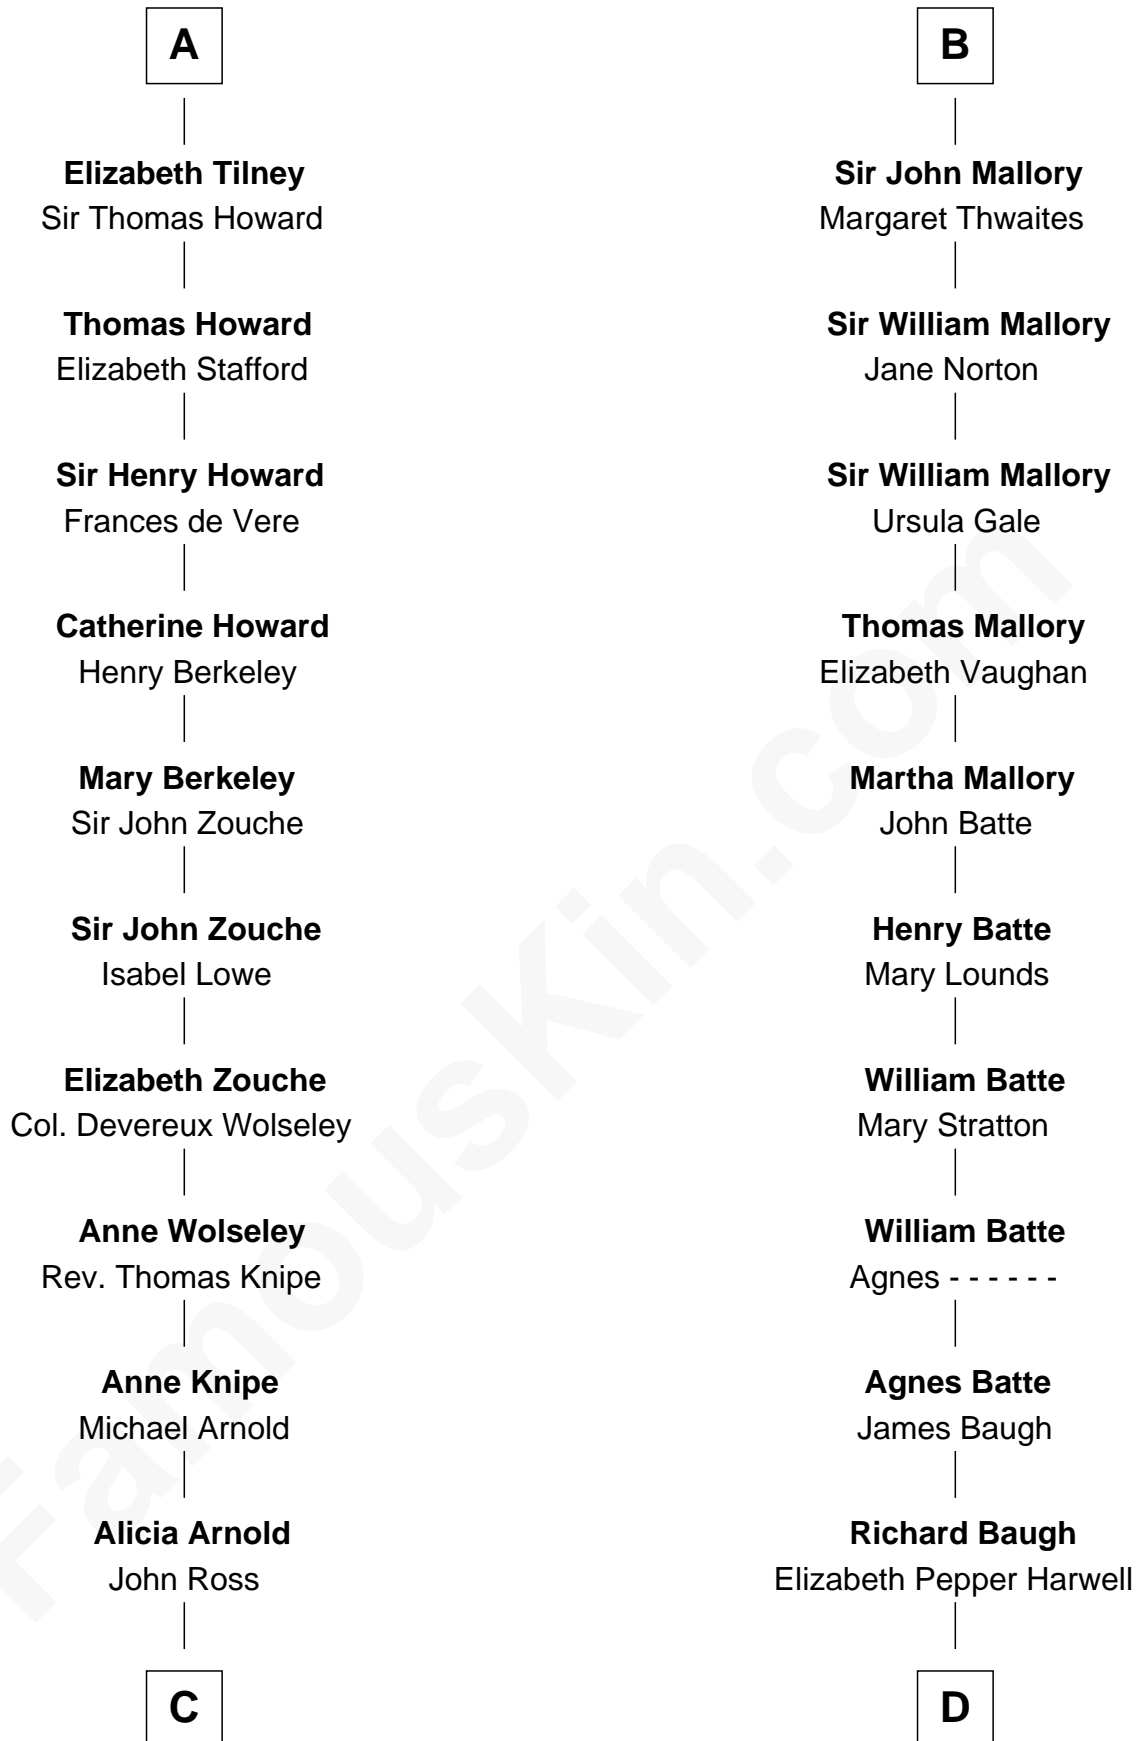 A
Elizabeth Tilney
Sir Thomas Howard
Thomas Howard
Elizabeth Stafford
Sir Henry Howard
Frances de Vere
Catherine Howard
Henry Berkeley
Mary Berkeley
Sir John Zouche
Sir John Zouche
Isabel Lowe
Elizabeth Zouche
Col. Devereux Wolseley
Anne Wolseley
Rev. Thomas Knipe
Anne Knipe
Michael Arnold
Alicia Arnold
John Ross
C
B
Sir John Mallory
Margaret Thwaites
Sir William Mallory
Jane Norton
Sir William Mallory
Ursula Gale
Thomas Mallory
Elizabeth Vaughan
Martha Mallory
John Batte
Henry Batte
Mary Lounds
William Batte
Mary Stratton
William Batte
Agnes - - - - - -
Agnes Batte
James Baugh
Richard Baugh
Elizabeth Pepper Harwell
D
FamousKin.com